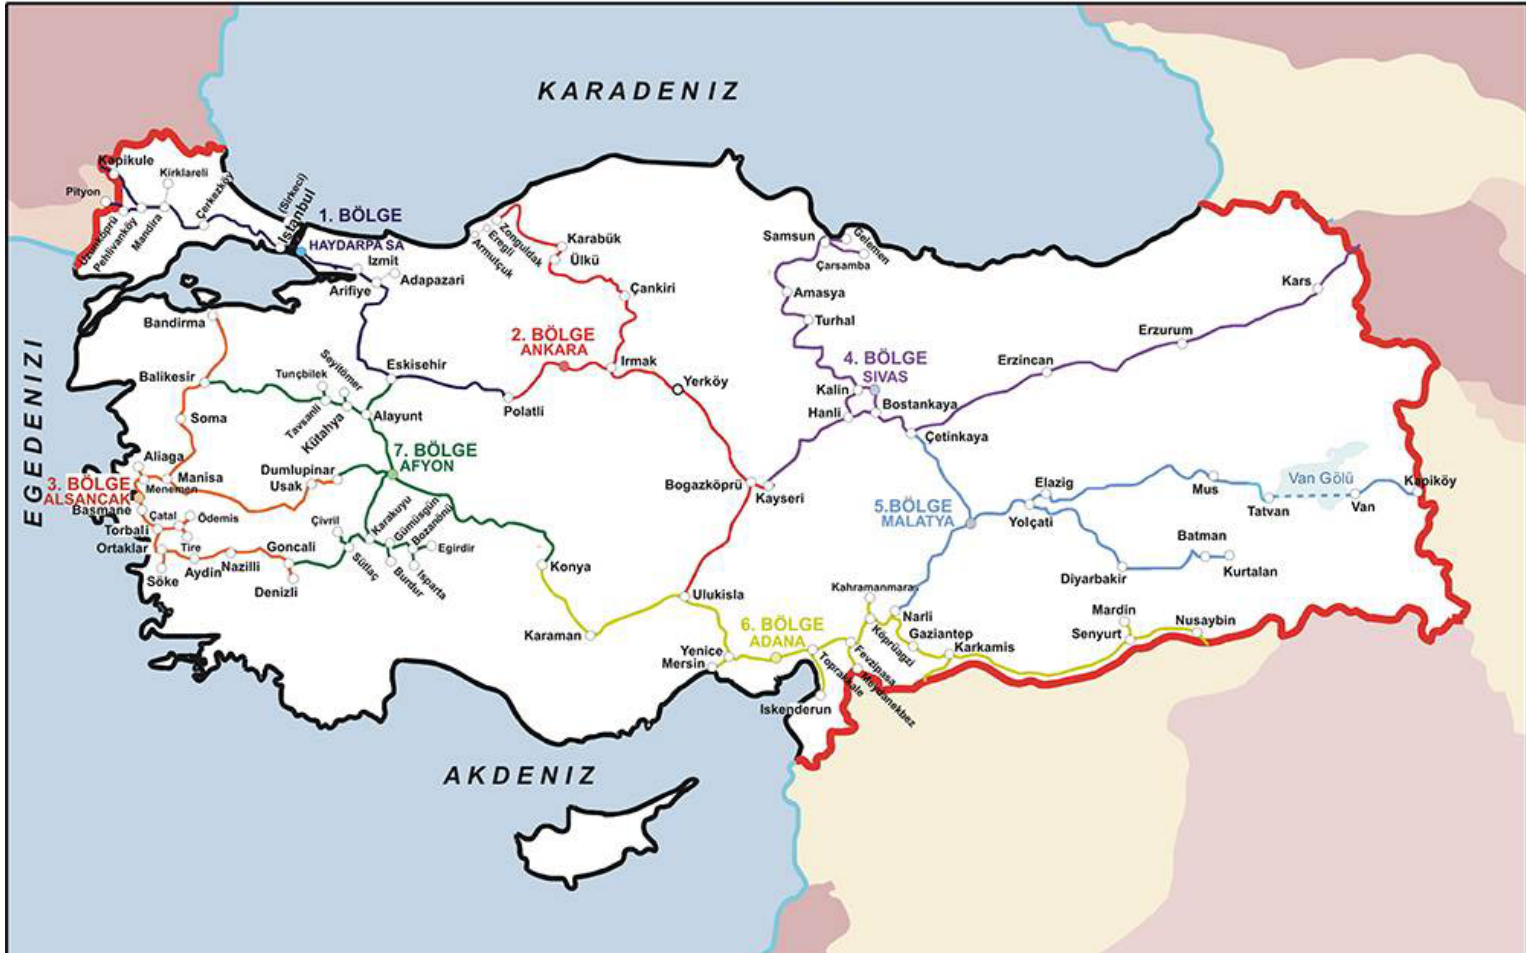 KARADENIZ
EGEDENIZI
AKDENIZ
Kapikule
Kirklareli
Pityon
Uzunköprü
Pehlivanköy
Mandira
Çerkezköy
Istanbul
(Sirkeci)
1. BÖLGE
HAYDARPA SA
Izmit
Adapazari
Arifiye
Armutçuk
Eregli
Zonguldak
Karabük
Ülkü
Çankiri
2. BÖLGE
ANKARA
Irmak
Yerköy
Polatli
Eskisehir
Bandirma
Balikesir
Tunçbilek
Seyitömer
Tavsanli
Kütahya
Alayunt
Soma
Aliaga
Manisa
Menemen
3. BÖLGE
ALSANCAK
Basmane
Çatal
Ödemis
Torbali
Tire
Ortaklar
Söke
Aydin
Nazilli
Goncali
Denizli
Dumlupinar
Usak
7. BÖLGE
AFYON
Çivril
Sütlaç
Karakuyu
Gümüsgün
Bozanönü
Egirdir
Burdur
Isparta
Konya
Karaman
Ulukisla
Bogazköprü
Kayseri
Samsun
Gelemen
Çarsamba
Amasya
Turhal
4. BÖLGE
SIVAS
Kalin
Hanli
Bostankaya
Çetinkaya
Erzincan
Erzurum
Kars
5.BÖLGE
MALATYA
Elazig
Yolçati
Mus
Tatvan
Van Gölü
Van
Kapiköy
Batman
Kurtalan
Diyarbakir
Mardin
Senyurt
Nusaybin
Kahramanmaras
Narli
Köprüagzi
Gaziantep
Karkamis
6. BÖLGE
ADANA
Yenice
Mersin
Toprakkale
Fevzipasa
Meydanekbez
Iskenderun